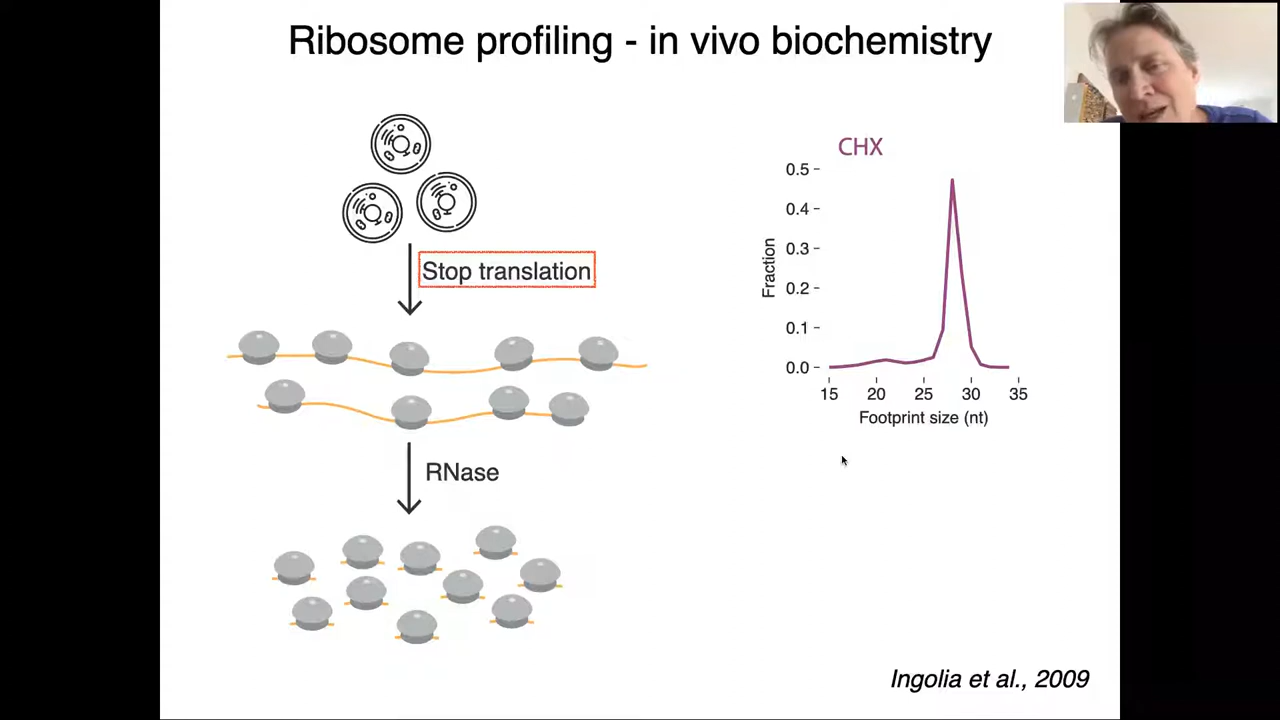 Ribosome profiling - in vivo biochemistry
Stop translation
RNase
CHX
Fraction
0.5
0.4
0.3
0.2
0.1
0.0
15 20 25 30 35
Footprint size (nt)
Ingolia et al., 2009